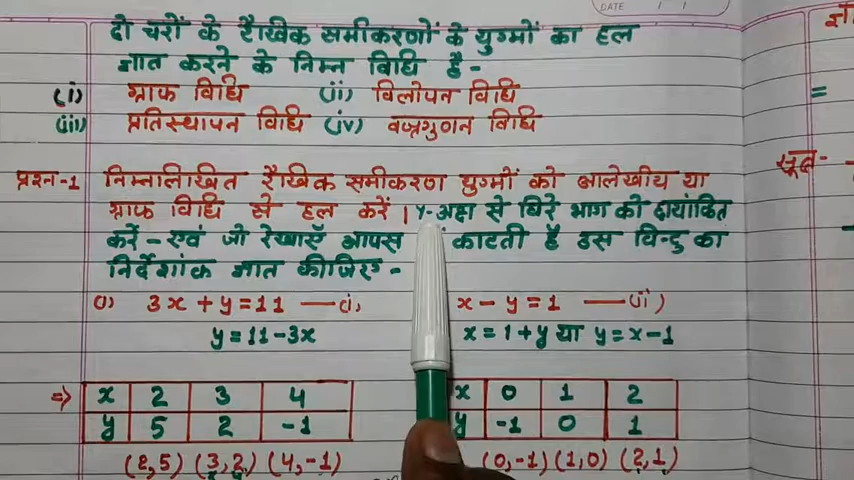 DATE / /
दो चरों के रैखिक समीकरणों के युग्मों का हल
ज्ञात करने के निम्न विधि है-
(i) ग्राफ विधि (ii) विलोपन विधि
(iii) प्रतिस्थापन विधि (iv) वज्रगुणन विधि
प्रश्न-1 निम्नलिखित रैखिक समीकरण युग्मों को आलेखीय या
ग्राफ विधि से हल करें। Y-अक्ष से घिरे भाग को छायांकित
करें - एवं जो रेखाएँ आपस काटती है उस विन्दु का
निर्देशांक ज्ञात कीजिए-
(i) 3x + y = 11 —(i) x - y = 1 —(ii)
y = 11 - 3x x = 1 + y या y = x - 1
⇒ x 2 3 4 x 0 1 2
y 5 2 -1 y -1 0 1
(2,5) (3,2) (4,-1) (0,-1) (1,0) (2,1)
=
सूत्र-